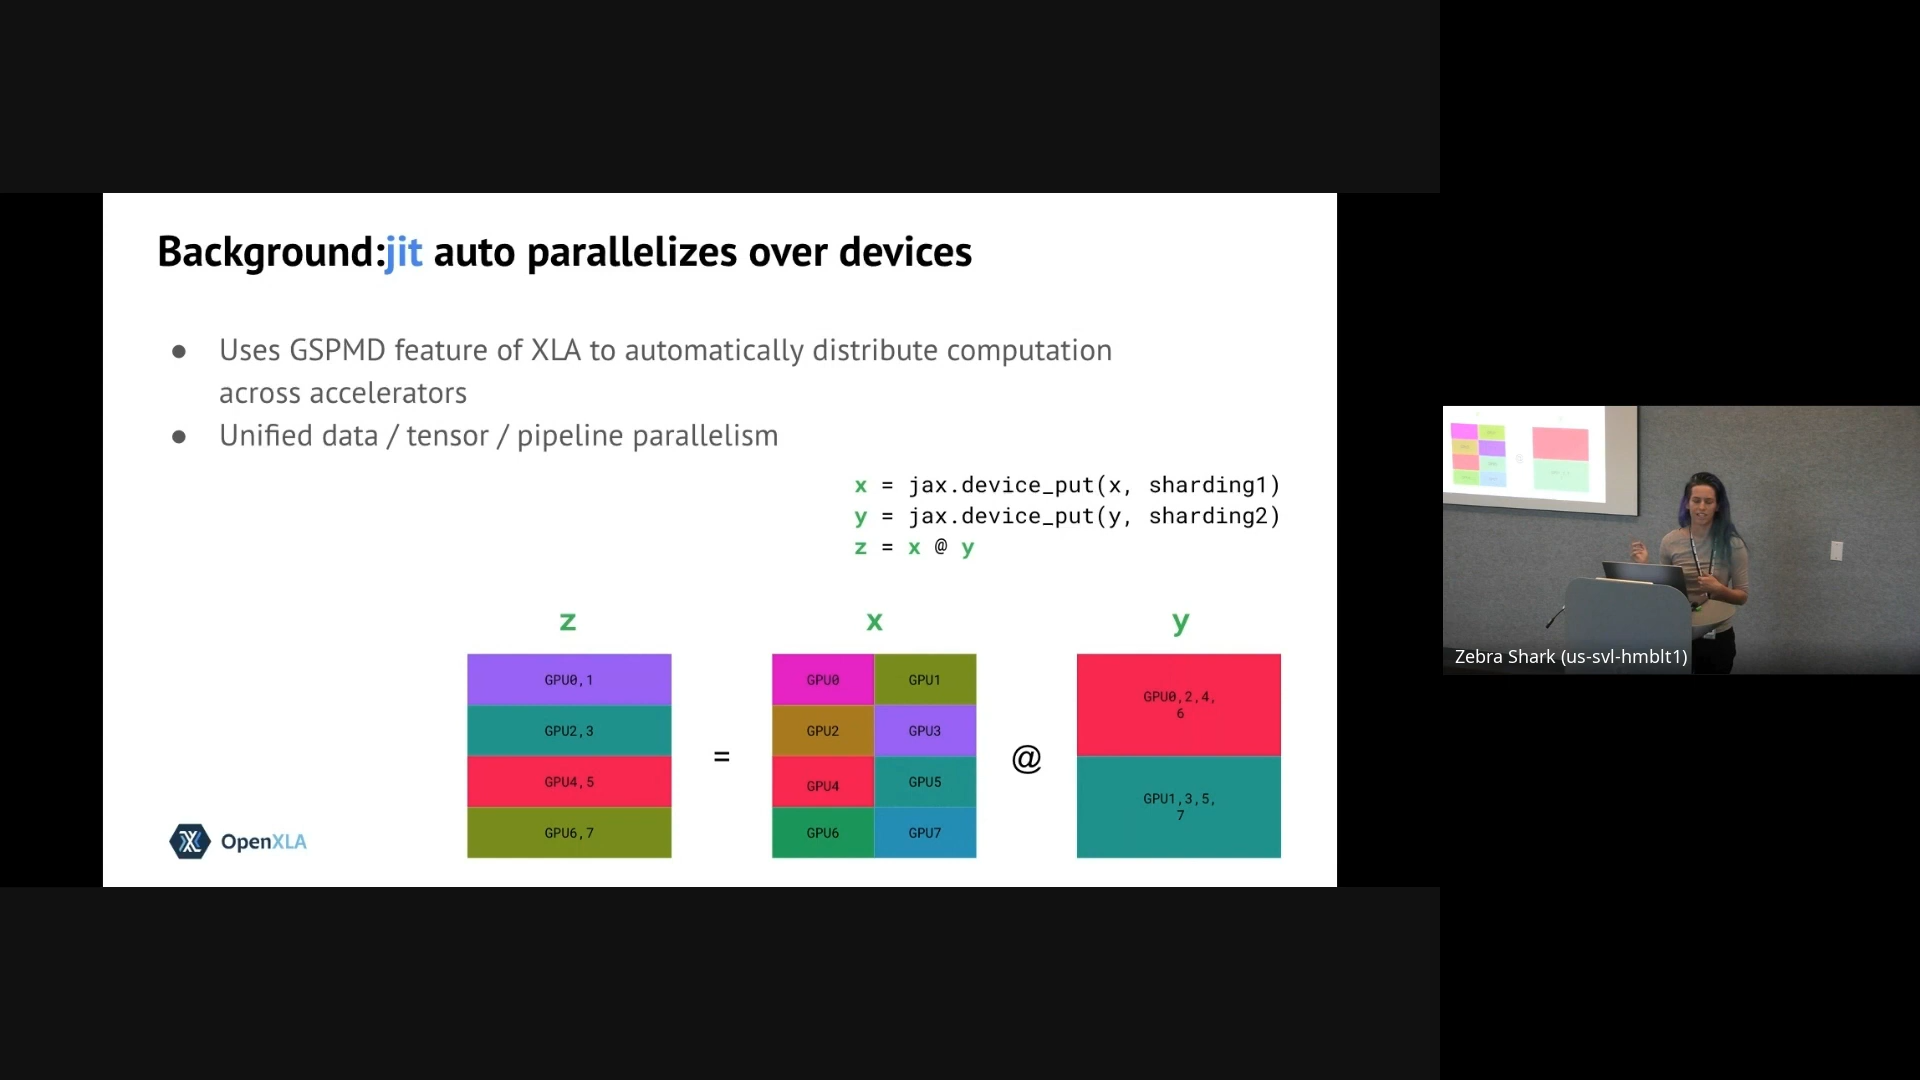 Background:jit auto parallelizes over devices
● Uses GSPMD feature of XLA to automatically distribute computation
across accelerators
● Unified data / tensor / pipeline parallelism
x = jax.device_put(x, sharding1)
y = jax.device_put(y, sharding2)
z = x @ y
z x y
GPU0,1
GPU2,3
GPU4,5
GPU6,7
=
GPU0 GPU1
GPU2 GPU3
GPU4 GPU5
GPU6 GPU7
@
GPU0,2,4,
6
GPU1,3,5,
7
OpenXLA
Zebra Shark (us-svl-hmblt1)